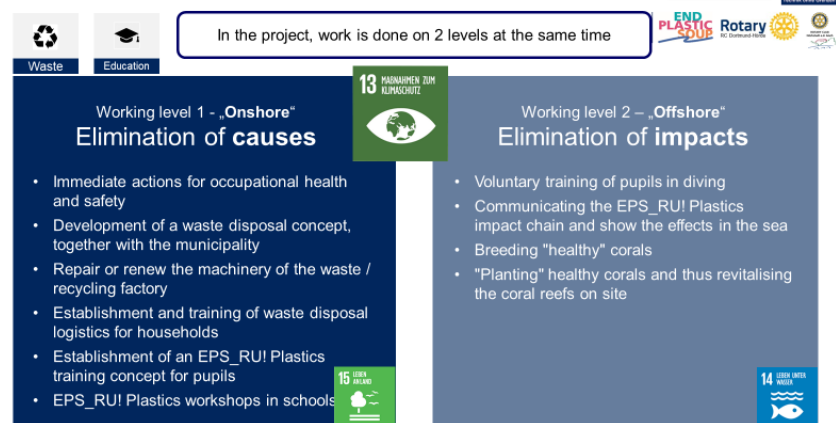 In the project, work is done on 2 levels at the same time
END
PLASTIC
SOUP
Rotary
RC Dortmund-Hörde
Waste
Education
13 MAßNAHMEN ZUM
KLIMASCHUTZ
Working level 1 - „Onshore“
Elimination of causes
• Immediate actions for occupational health
and safety
• Development of a waste disposal concept,
together with the municipality
• Repair or renew the machinery of the waste /
recycling factory
• Establishment and training of waste disposal
logistics for households
• Establishment of an EPS_RU! Plastics
training concept for pupils
• EPS_RU! Plastics workshops in schools
15 LEBEN
AN LAND
Working level 2 – „Offshore“
Elimination of impacts
• Voluntary training of pupils in diving
• Communicating the EPS_RU! Plastics
impact chain and show the effects in the sea
• Breeding "healthy" corals
• "Planting" healthy corals and thus revitalising
the coral reefs on site
14 LEBEN UNTER
WASSER